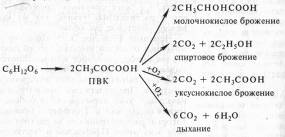 2CH₃CHOHCOOH
молочнокислое брожение
2CO₂ + 2C₂H₅OH
спиртовое брожение
C₆H₁₂O₆ → 2CH₃COCOOH
ПВК
+O₂
2CO₂ + 2CH₃COOH
уксуснокислое брожение
+O₂
6CO₂ + 6H₂O
дыхание